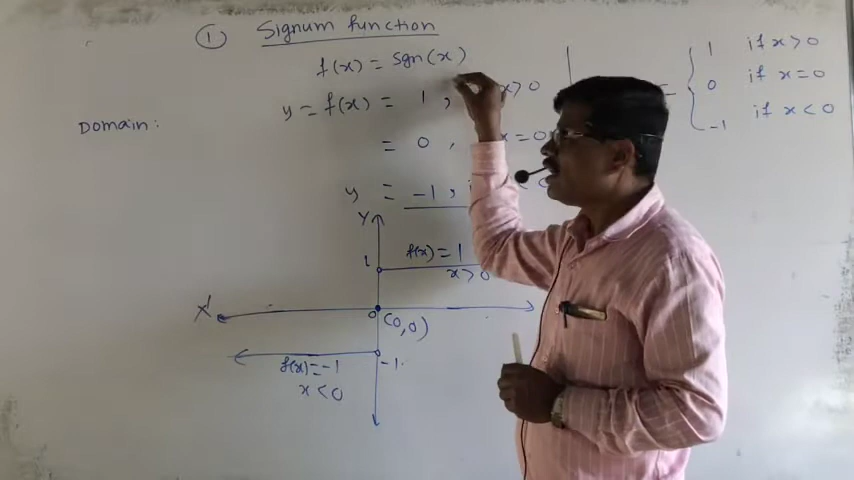 ① Signum function
f(x) = sgn(x)
y = f(x) = 1, x>0
= 0, x=0
y = -1, i < 0
= { 1 if x>0
0 if x=0
-1 if x<0
Domain:
Y
1
f(x)=1
x>0
X'
0
(0,0)
f(x)=-1
x<0
-1